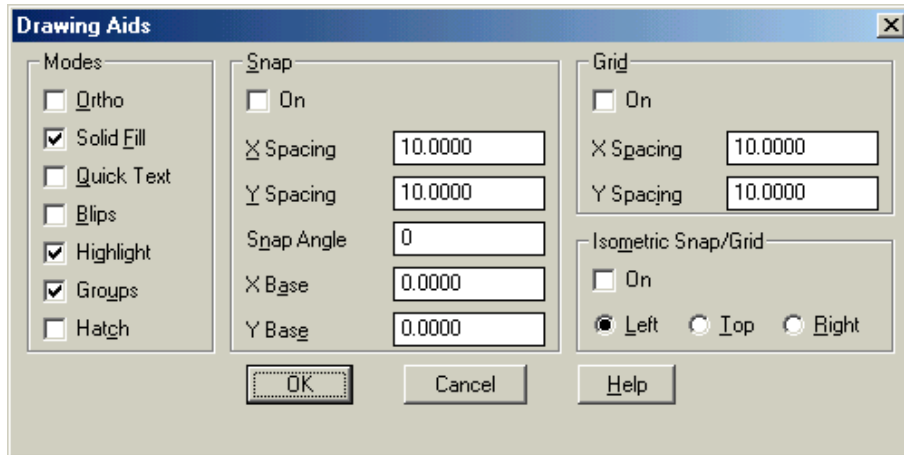 Drawing Aids
Modes
Ortho
Solid Fill
Quick Text
Blips
Highlight
Groups
Hatch
Snap
On
X Spacing 10.0000
Y Spacing 10.0000
Snap Angle 0
X Base 0.0000
Y Base 0.0000
Grid
On
X Spacing 10.0000
Y Spacing 10.0000
Isometric Snap/Grid
On
Left Top Right
OK Cancel Help